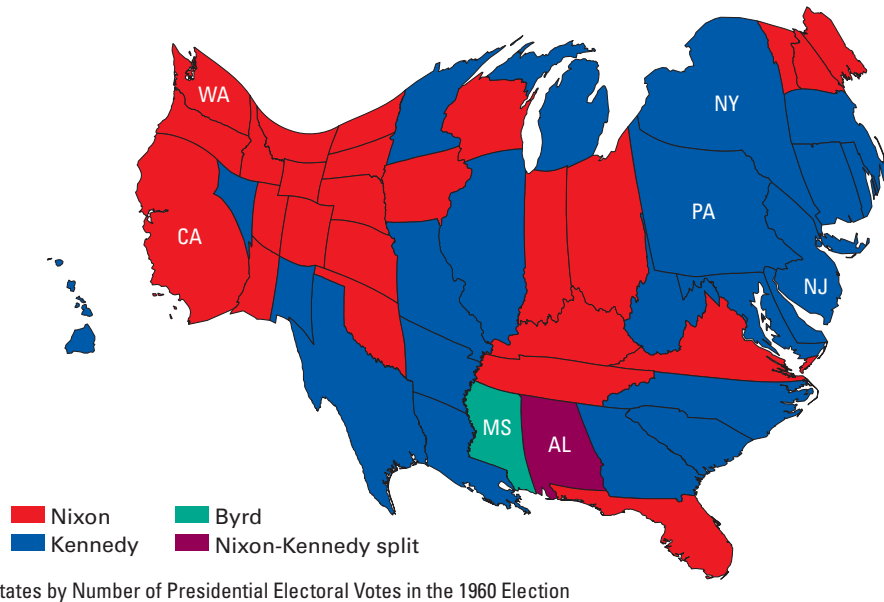 WA
NY
PA
CA
NJ
MS
AL
Nixon
Byrd
Kennedy
Nixon-Kennedy split
tates by Number of Presidential Electoral Votes in the 1960 Election